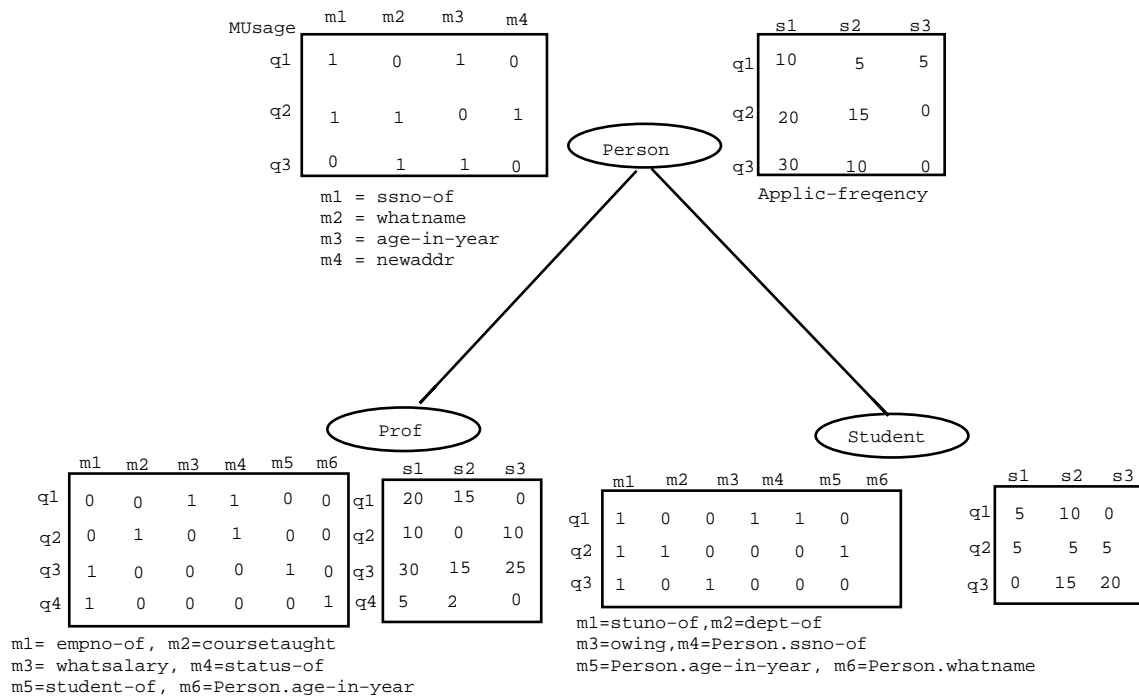 MUsage m1 m2 m3 m4
q1 1 0 1 0
q2 1 1 0 1
q3 0 1 1 0
m1 = ssno-of
m2 = whatname
m3 = age-in-year
m4 = newaddr
Person
s1 s2 s3
q1 10 5 5
q2 20 15 0
q3 30 10 0
Applic-freqency
Prof
m1 m2 m3 m4 m5 m6
q1 0 0 1 1 0 0
q2 0 1 0 1 0 0
q3 1 0 0 0 1 0
q4 1 0 0 0 0 1
s1 s2 s3
q1 20 15 0
q2 10 0 10
q3 30 15 25
q4 5 2 0
m1= empno-of, m2=coursetaught
m3= whatsalary, m4=status-of
m5=student-of, m6=Person.age-in-year
Student
m1 m2 m3 m4 m5 m6
q1 1 0 0 1 1 0
q2 1 1 0 0 0 1
q3 1 0 1 0 0 0
s1 s2 s3
q1 5 10 0
q2 5 5 5
q3 0 15 20
m1=stuno-of,m2=dept-of
m3=owing,m4=Person.ssno-of
m5=Person.age-in-year, m6=Person.whatname